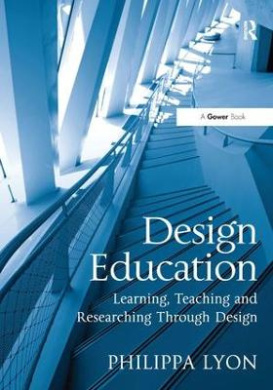 R
A Gower Book
Design
Education
Learning, Teaching and
Researching Through Design
PHILIPPA LYON